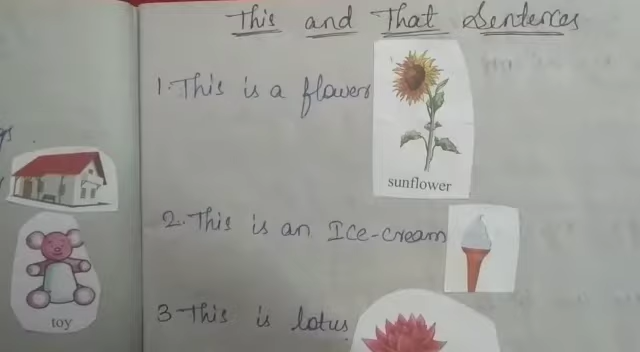 This and That Sentences
1. This is a flower
sunflower
2. This is an Ice-cream
toy
3 This is lotus